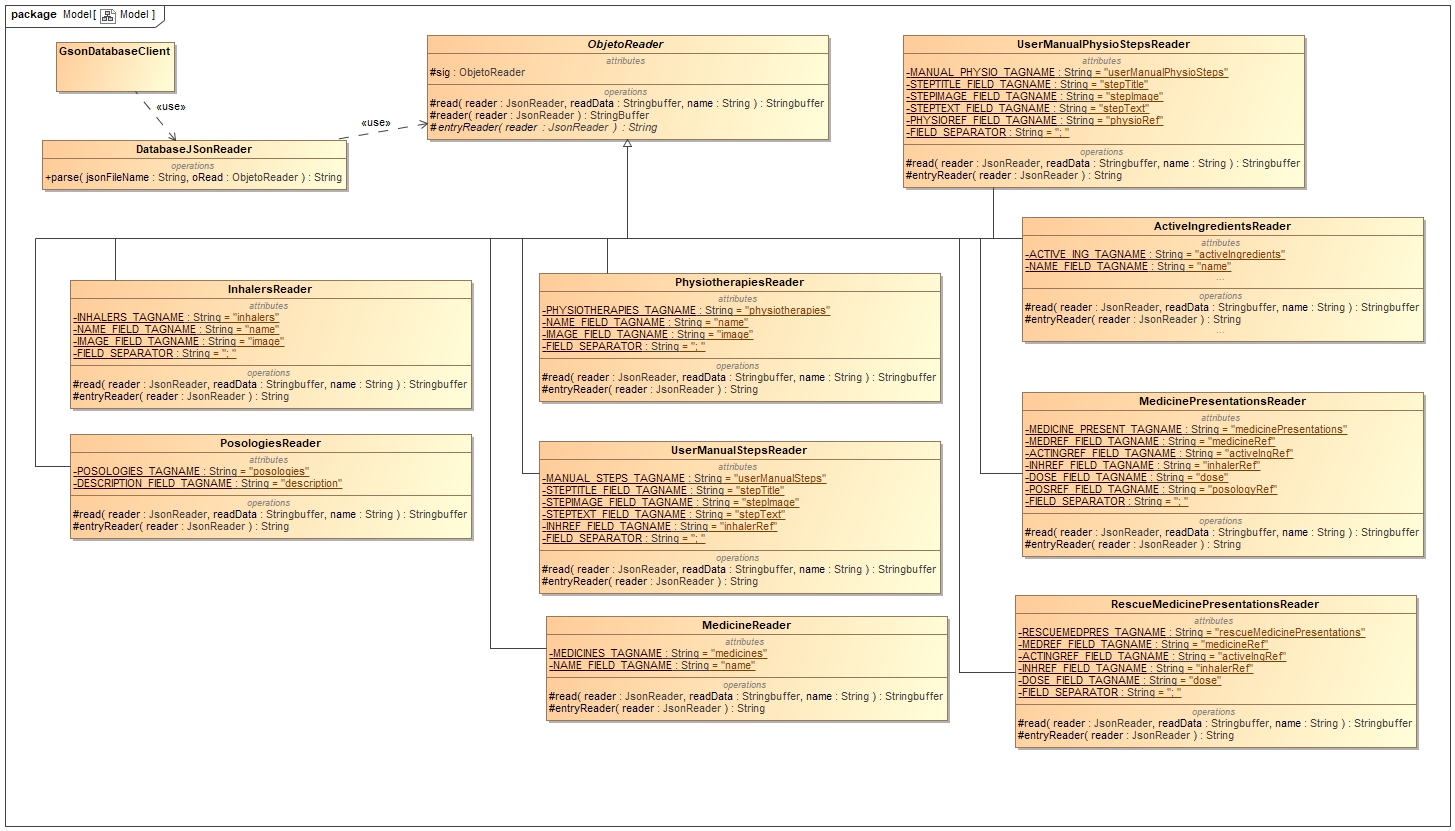 package Model[ Model ]
GsonDatabaseClient
«use»
DatabaseJSonReader
operations
+parse( jsonFileName : String, oRead : ObjetoReader ) : String
«use»
ObjetoReader
attributes
#sig : ObjetoReader
operations
#read( reader : JsonReader, readData : Stringbuffer, name : String ) : Stringbuffer
#reader( reader : JsonReader ) : StringBuffer
#entryReader( reader : JsonReader ) : String
UserManualPhysioStepsReader
attributes
-MANUAL_PHYSIO_TAGNAME : String = "userManualPhysioSteps"
-STEPTITLE_FIELD_TAGNAME : String = "stepTitle"
-STEPIMAGE_FIELD_TAGNAME : String = "stepImage"
-STEPTEXT_FIELD_TAGNAME : String = "stepText"
-PHYSIOREF_FIELD_TAGNAME : String = "physioRef"
-FIELD_SEPARATOR : String = "; "
operations
#read( reader : JsonReader, readData : Stringbuffer, name : String ) : Stringbuffer
#entryReader( reader : JsonReader ) : String
ActiveIngredientsReader
attributes
-ACTIVE_ING_TAGNAME : String = "activeIngredients"
-NAME_FIELD_TAGNAME : String = "name"
...
operations
#read( reader : JsonReader, readData : Stringbuffer, name : String ) : Stringbuffer
#entryReader( reader : JsonReader ) : String
...
InhalersReader
attributes
-INHALERS_TAGNAME : String = "inhalers"
-NAME_FIELD_TAGNAME : String = "name"
-IMAGE_FIELD_TAGNAME : String = "image"
-FIELD_SEPARATOR : String = "; "
operations
#read( reader : JsonReader, readData : Stringbuffer, name : String ) : Stringbuffer
#entryReader( reader : JsonReader ) : String
PhysiotherapiesReader
attributes
-PHYSIOTHERAPIES_TAGNAME : String = "physiotherapies"
-NAME_FIELD_TAGNAME : String = "name"
-IMAGE_FIELD_TAGNAME : String = "image"
-FIELD_SEPARATOR : String = "; "
operations
#read( reader : JsonReader, readData : Stringbuffer, name : String ) : Stringbuffer
#entryReader( reader : JsonReader ) : String
MedicinePresentationsReader
attributes
-MEDICINE_PRESENT_TAGNAME : String = "medicinePresentations"
-MEDREF_FIELD_TAGNAME : String = "medicineRef"
-ACTINGREF_FIELD_TAGNAME : String = "activeIngRef"
-INHREF_FIELD_TAGNAME : String = "inhalerRef"
-DOSE_FIELD_TAGNAME : String = "dose"
-POSREF_FIELD_TAGNAME : String = "posologyRef"
-FIELD_SEPARATOR : String = "; "
operations
#read( reader : JsonReader, readData : Stringbuffer, name : String ) : Stringbuffer
#entryReader( reader : JsonReader ) : String
PosologiesReader
attributes
-POSOLOGIES_TAGNAME : String = "posologies"
-DESCRIPTION_FIELD_TAGNAME : String = "description"
operations
#read( reader : JsonReader, readData : Stringbuffer, name : String ) : Stringbuffer
#entryReader( reader : JsonReader ) : String
UserManualStepsReader
attributes
-MANUAL_STEPS_TAGNAME : String = "userManualSteps"
-STEPTITLE_FIELD_TAGNAME : String = "stepTitle"
-STEPIMAGE_FIELD_TAGNAME : String = "stepImage"
-STEPTEXT_FIELD_TAGNAME : String = "stepText"
-INHREF_FIELD_TAGNAME : String = "inhalerRef"
-FIELD_SEPARATOR : String = "; "
operations
#read( reader : JsonReader, readData : Stringbuffer, name : String ) : Stringbuffer
#entryReader( reader : JsonReader ) : String
MedicineReader
attributes
-MEDICINES_TAGNAME : String = "medicines"
-NAME_FIELD_TAGNAME : String = "name"
operations
#read( reader : JsonReader, readData : Stringbuffer, name : String ) : Stringbuffer
#entryReader( reader : JsonReader ) : String
RescueMedicinePresentationsReader
attributes
-RESCUEMEDPRES_TAGNAME : String = "rescueMedicinePresentations"
-MEDREF_FIELD_TAGNAME : String = "medicineRef"
-ACTINGREF_FIELD_TAGNAME : String = "activeIngRef"
-INHREF_FIELD_TAGNAME : String = "inhalerRef"
-DOSE_FIELD_TAGNAME : String = "dose"
-FIELD_SEPARATOR : String = "; "
operations
#read( reader : JsonReader, readData : Stringbuffer, name : String ) : Stringbuffer
#entryReader( reader : JsonReader ) : String